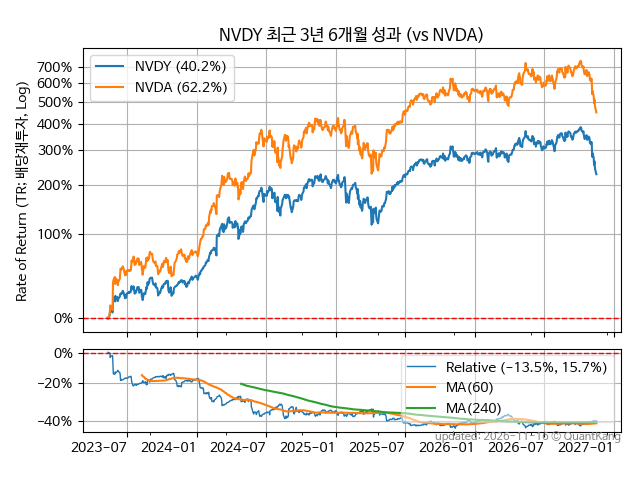 NVDY 최근 3년 6개월 성과 (vs NVDA)
NVDY (40.2%)
NVDA (62.2%)
Rate of Return (TR: 배당재투자, Log)
700%
600%
500%
400%
300%
200%
100%
0%
0%
−20%
−40%
Relative (−13.5%, 15.7%)
MA(60)
MA(240)
updated: 2026-11-16 © QuantKang
2023-07 2024-01 2024-07 2025-01 2025-07 2026-01 2026-07 2027-01